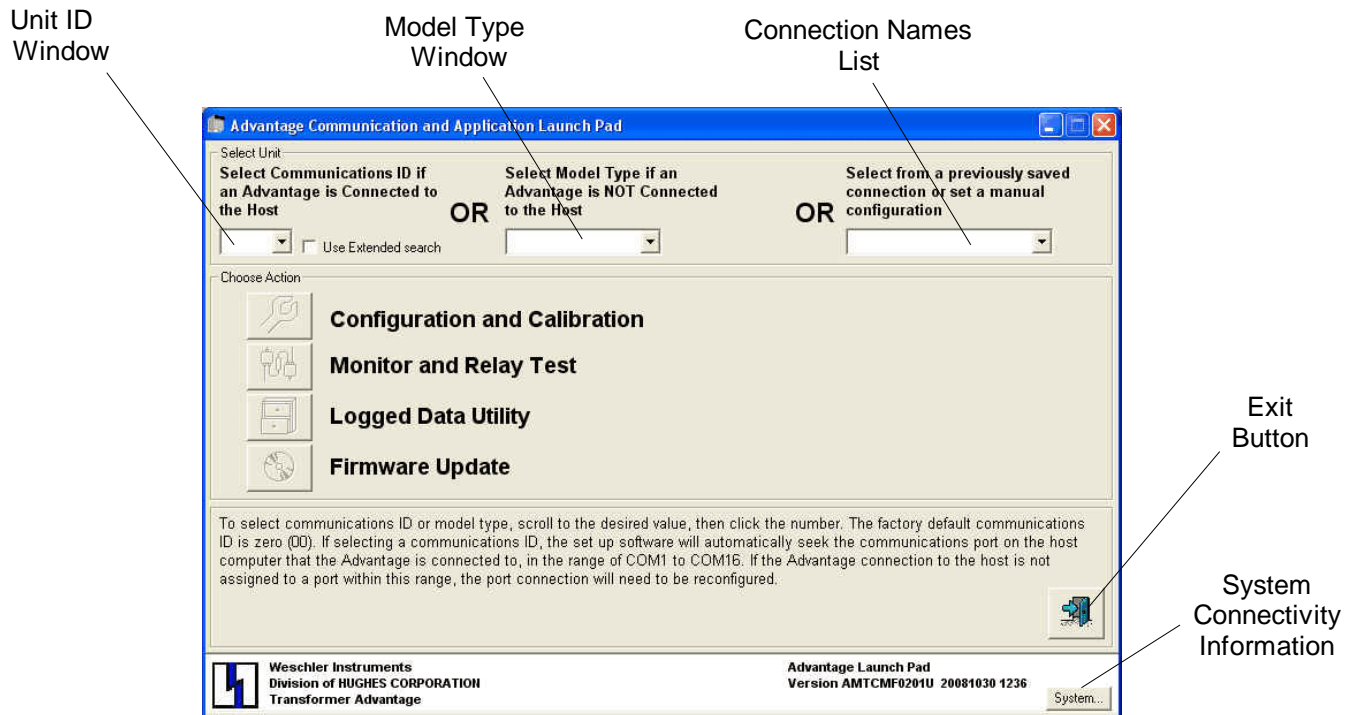 Unit ID
Window
Model Type
Window
Connection Names
List
Advantage Communication and Application Launch Pad
Select Unit
Select Communications ID if
an Advantage is Connected to
the Host
OR
Select Model Type if an
Advantage is NOT Connected
to the Host
OR
Select from a previously saved
connection or set a manual
configuration
Use Extended search
Choose Action
Configuration and Calibration
Monitor and Relay Test
Logged Data Utility
Firmware Update
Exit
Button
To select communications ID or model type, scroll to the desired value, then click the number. The factory default communications
ID is zero (00). If selecting a communications ID, the set up software will automatically seek the communications port on the host
computer that the Advantage is connected to, in the range of COM1 to COM16. If the Advantage connection to the host is not
assigned to a port within this range, the port connection will need to be reconfigured.
System
Connectivity
Information
Weschler Instruments
Division of HUGHES CORPORATION
Transformer Advantage
Advantage Launch Pad
Version AMTCMF0201U 20081030 1236
System...